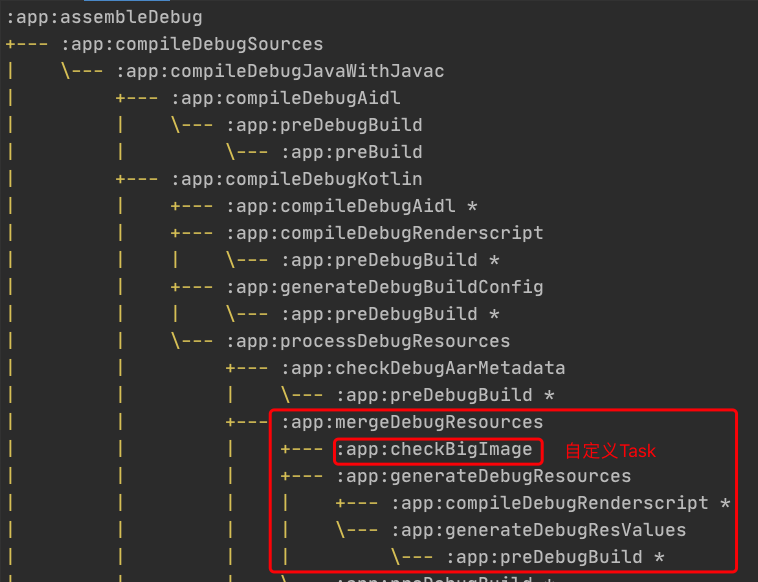 :app:assembleDebug
+--- :app:compileDebugSources
|    \--- :app:compileDebugJavaWithJavac
|         +--- :app:compileDebugAidl
|         |    \--- :app:preDebugBuild
|         |         \--- :app:preBuild
|         +--- :app:compileDebugKotlin
|         |    +--- :app:compileDebugAidl *
|         |    +--- :app:compileDebugRenderscript
|         |    |    \--- :app:preDebugBuild *
|         |    +--- :app:generateDebugBuildConfig
|         |    |    \--- :app:preDebugBuild *
|         |    \--- :app:processDebugResources
|         |         +--- :app:checkDebugAarMetadata
|         |         |    \--- :app:preDebugBuild *
|         |         +--- :app:mergeDebugResources
|         |         |    +--- :app:checkBigImage 自定义Task
|         |         |    +--- :app:generateDebugResources
|         |         |    |    +--- :app:compileDebugRenderscript *
|         |         |    |    \--- :app:generateDebugResValues
|         |         |    |         \--- :app:preDebugBuild *
|         |         |    \--- :app:preDebugBuild *